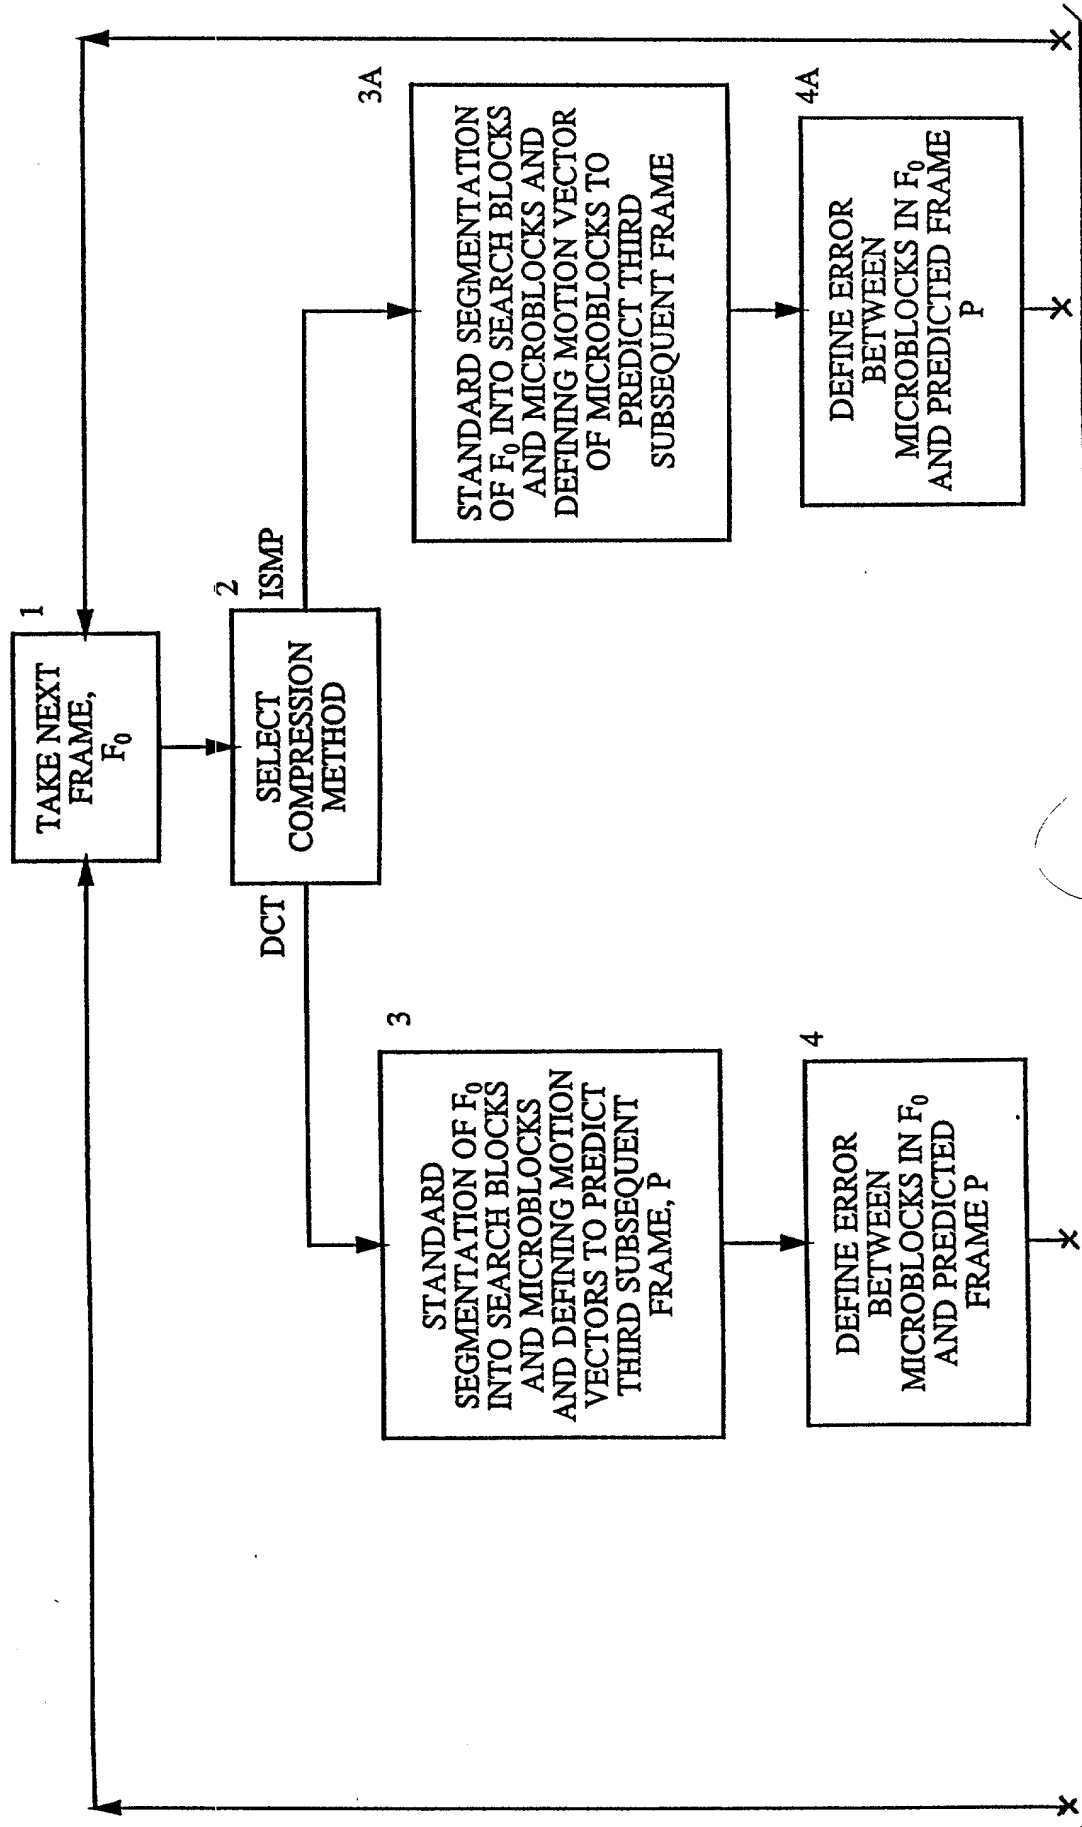 1
TAKE NEXT
FRAME,
F0
2
SELECT
COMPRESSION
METHOD
DCT
ISMP
3
STANDARD
SEGMENTATION OF F0
INTO SEARCH BLOCKS
AND MICROBLOCKS
AND DEFINING MOTION
VECTORS TO PREDICT
THIRD SUBSEQUENT
FRAME, P
3A
STANDARD SEGMENTATION
OF F0 INTO SEARCH BLOCKS
AND MICROBLOCKS AND
DEFINING MOTION VECTOR
OF MICROBLOCKS TO
PREDICT THIRD
SUBSEQUENT FRAME
4
DEFINE ERROR
BETWEEN
MICROBLOCKS IN F0
AND PREDICTED
FRAME P
4A
DEFINE ERROR
BETWEEN
MICROBLOCKS IN F0
AND PREDICTED FRAME
P